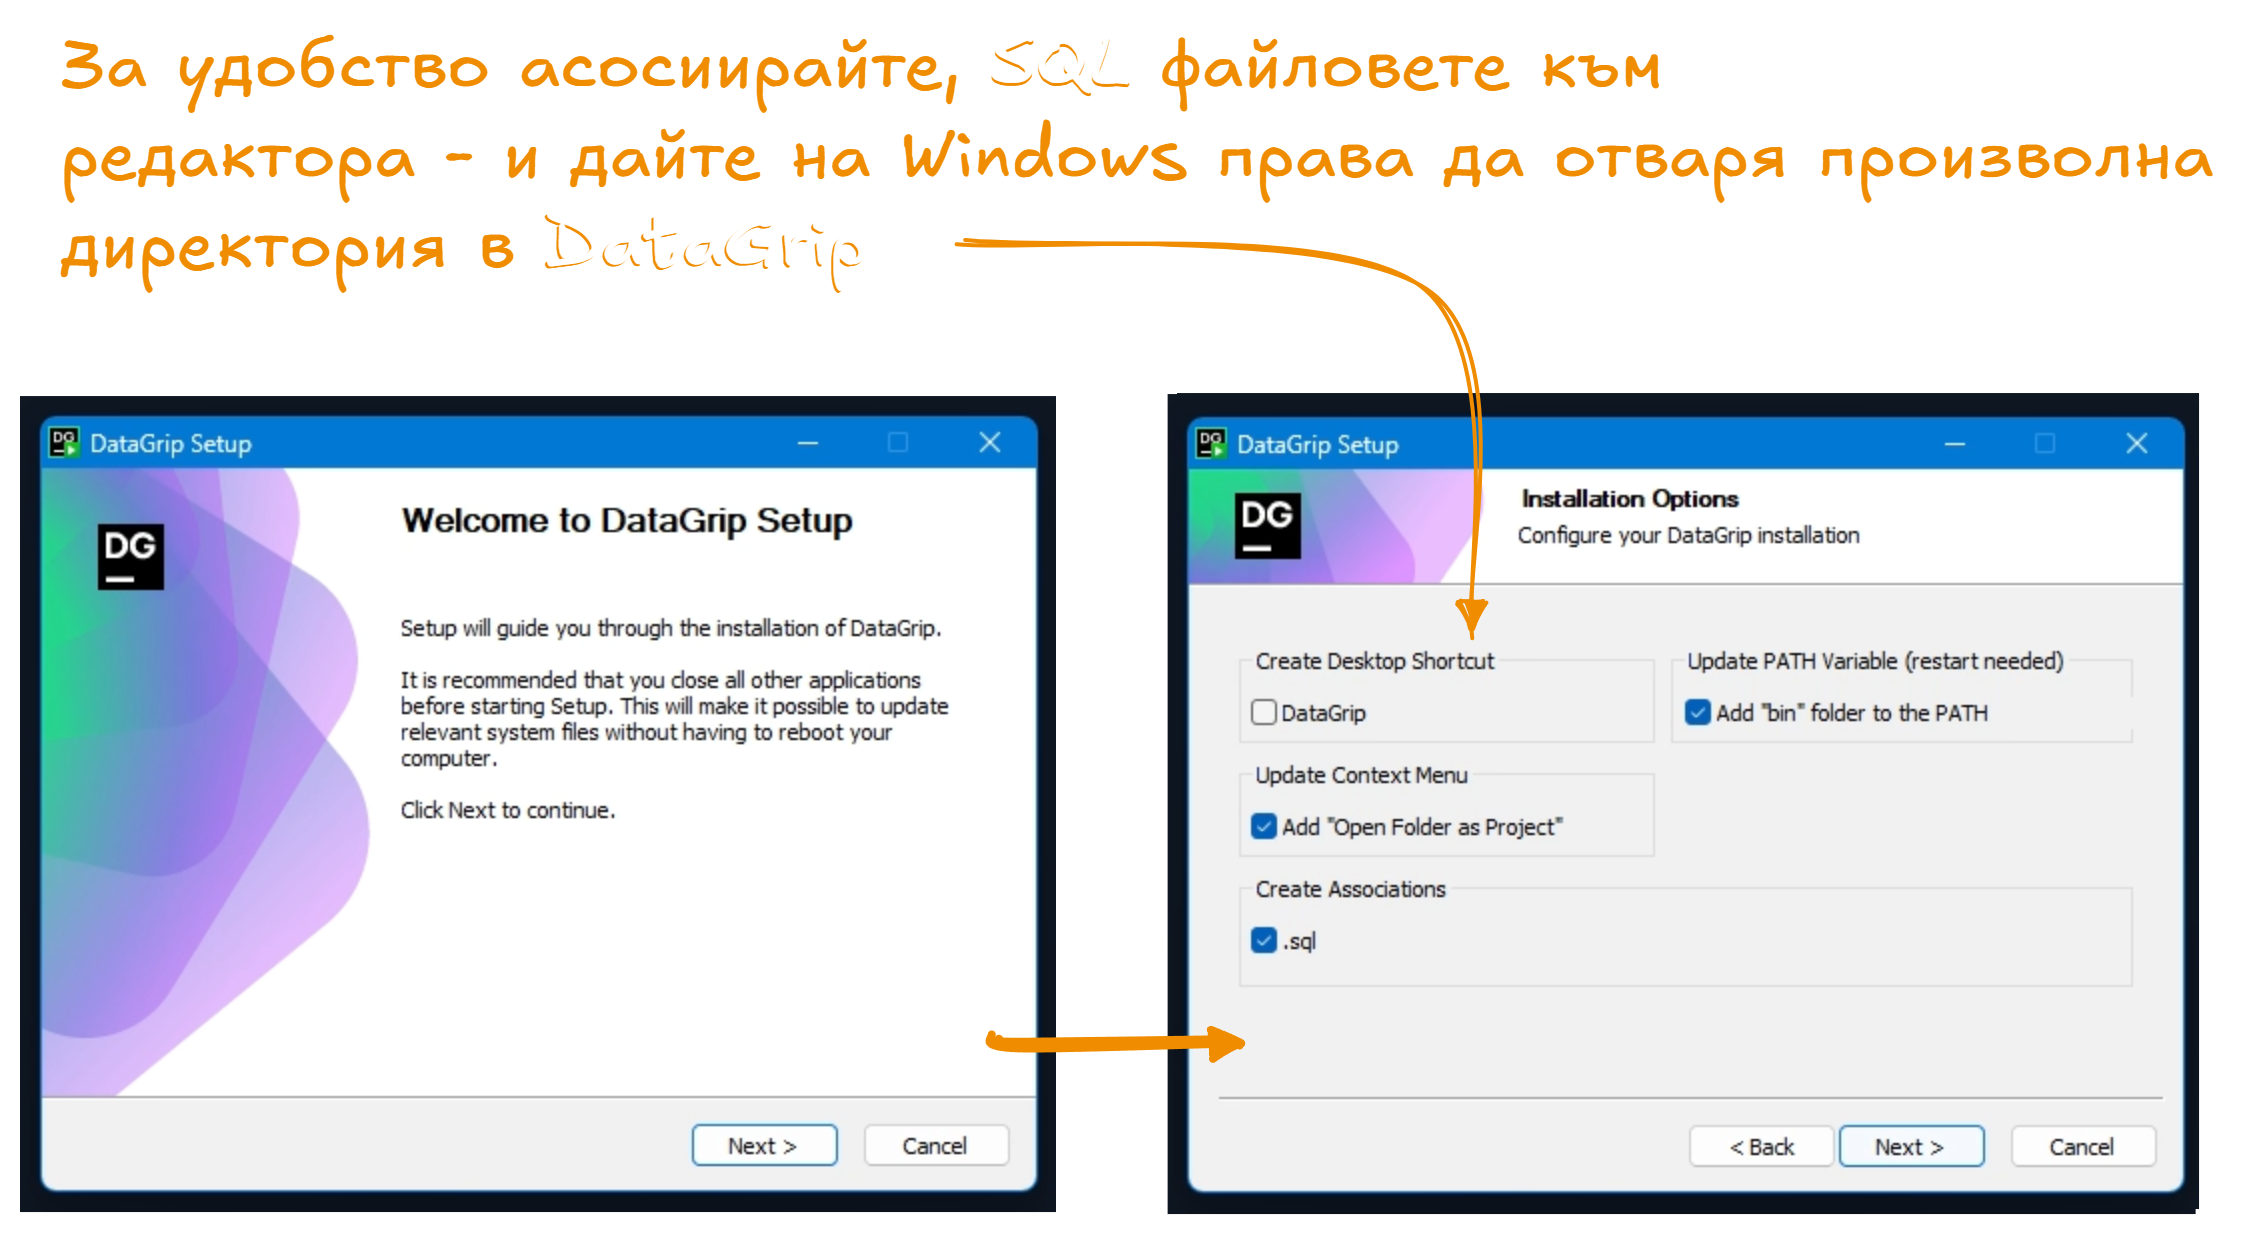 За удобство асосиирайте, SQL файловете към
редактора - и дайте на Windows права да отваря произволна
директория в DataGrip
DG
DataGrip Setup
DG
Welcome to DataGrip Setup
Setup will guide you through the installation of DataGrip.
It is recommended that you close all other applications
before starting Setup. This will make it possible to update
relevant system files without having to reboot your
computer.
Click Next to continue.
Next >
Cancel
DG
DataGrip Setup
DG
Installation Options
Configure your DataGrip installation
Create Desktop Shortcut
DataGrip
Update PATH Variable (restart needed)
Add "bin" folder to the PATH
Update Context Menu
Add "Open Folder as Project"
Create Associations
.sql
< Back
Next >
Cancel